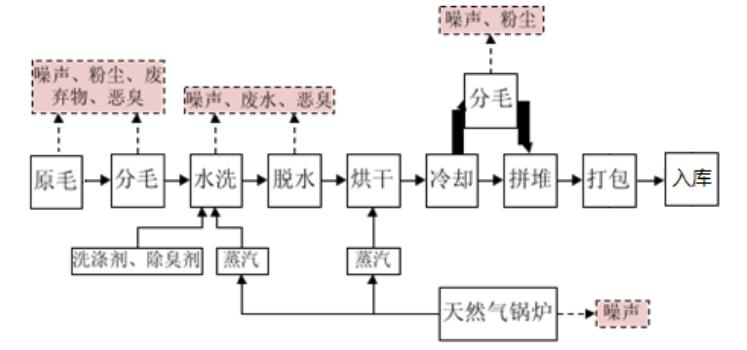 噪声、粉尘
噪声、粉尘、废
弃物、恶臭
噪声、废水、恶臭
分毛
原毛
分毛
水洗
脱水
烘干
冷却
拼堆
打包
入库
洗涤剂、除臭剂
蒸汽
蒸汽
天然气锅炉
噪声